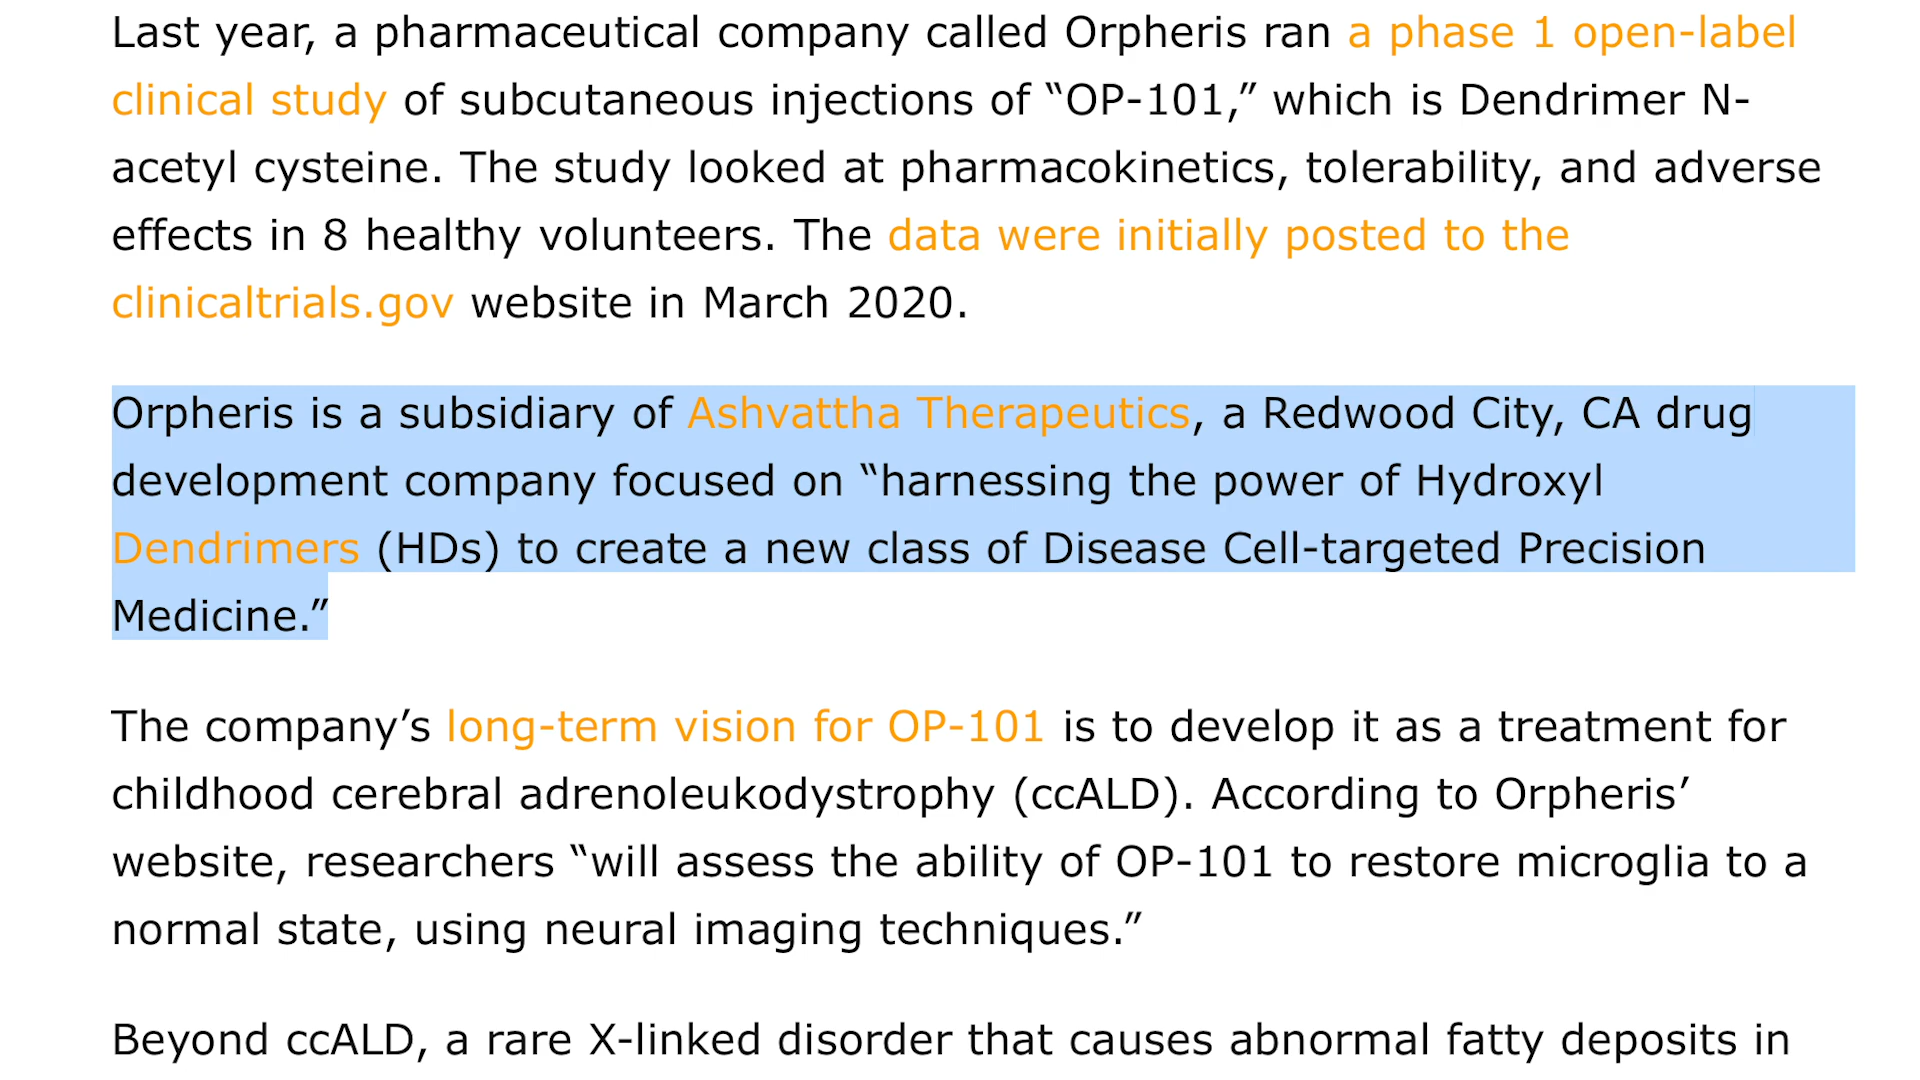 Last year, a pharmaceutical company called Orpheris ran a phase 1 open-label
clinical study of subcutaneous injections of “OP-101,” which is Dendrimer N-
acetyl cysteine. The study looked at pharmacokinetics, tolerability, and adverse
effects in 8 healthy volunteers. The data were initially posted to the
clinicaltrials.gov website in March 2020.
Orpheris is a subsidiary of Ashvattha Therapeutics, a Redwood City, CA drug
development company focused on “harnessing the power of Hydroxyl
Dendrimers (HDs) to create a new class of Disease Cell-targeted Precision
Medicine.”
The company’s long-term vision for OP-101 is to develop it as a treatment for
childhood cerebral adrenoleukodystrophy (ccALD). According to Orpheris’
website, researchers “will assess the ability of OP-101 to restore microglia to a
normal state, using neural imaging techniques.”
Beyond ccALD, a rare X-linked disorder that causes abnormal fatty deposits in